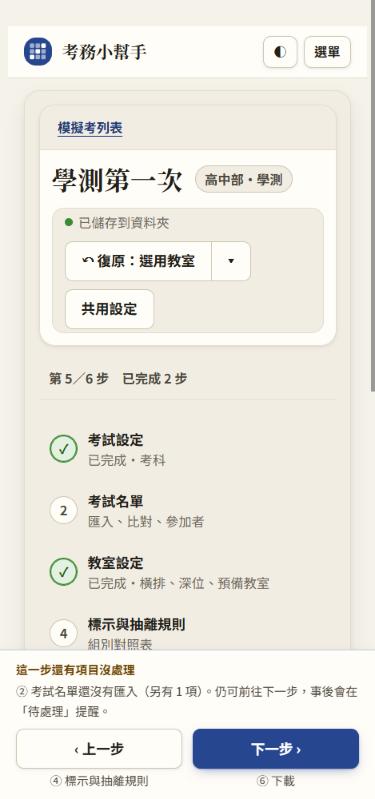 考務小幫手
選單
模擬考列表
學測第一次
高中部・學測
已儲存到資料夾
↶ 復原：選用教室
▾
共用設定
第 5／6 步　已完成 2 步
✓
考試設定
已完成・考科
2
考試名單
匯入、比對、參加者
✓
教室設定
已完成・橫排、深位、預備教室
4
標示與抽離規則
組別對照表
這一步還有項目沒處理
② 考試名單還沒有匯入（另有 1 項）。仍可前往下一步，事後會在
「待處理」提醒。
‹ 上一步
下一步 ›
④ 標示與抽離規則
⑥ 下載